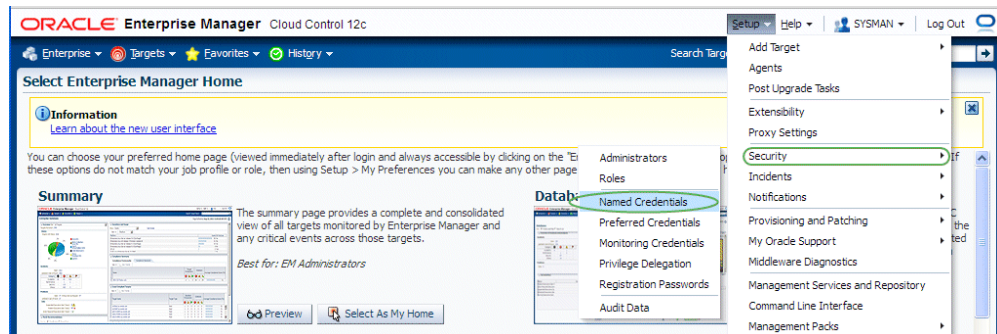 ORACLE Enterprise Manager Cloud Control 12c
Setup Help SYSMAN Log Out
Enterprise Targets Favorites History Search Targ
Select Enterprise Manager Home
Information
Learn about the new user interface
You can choose your preferred home page (viewed immediately after login and always accessible by clicking on the "E
If
these options do not match your job profile or role, then using Setup > My Preferences you can make any other page
Summary
The summary page provides a complete and consolidated
view of all targets monitored by Enterprise Manager and
any critical events across those targets.
Best for: EM Administrators
Preview
Select As My Home
Datab
the
ted
Add Target
Agents
Post Upgrade Tasks
Extensibility
Proxy Settings
Security
Incidents
Notifications
Provisioning and Patching
My Oracle Support
Middleware Diagnostics
Management Services and Repository
Command Line Interface
Management Packs
Administrators
Roles
Named Credentials
Preferred Credentials
Monitoring Credentials
Privilege Delegation
Registration Passwords
Audit Data